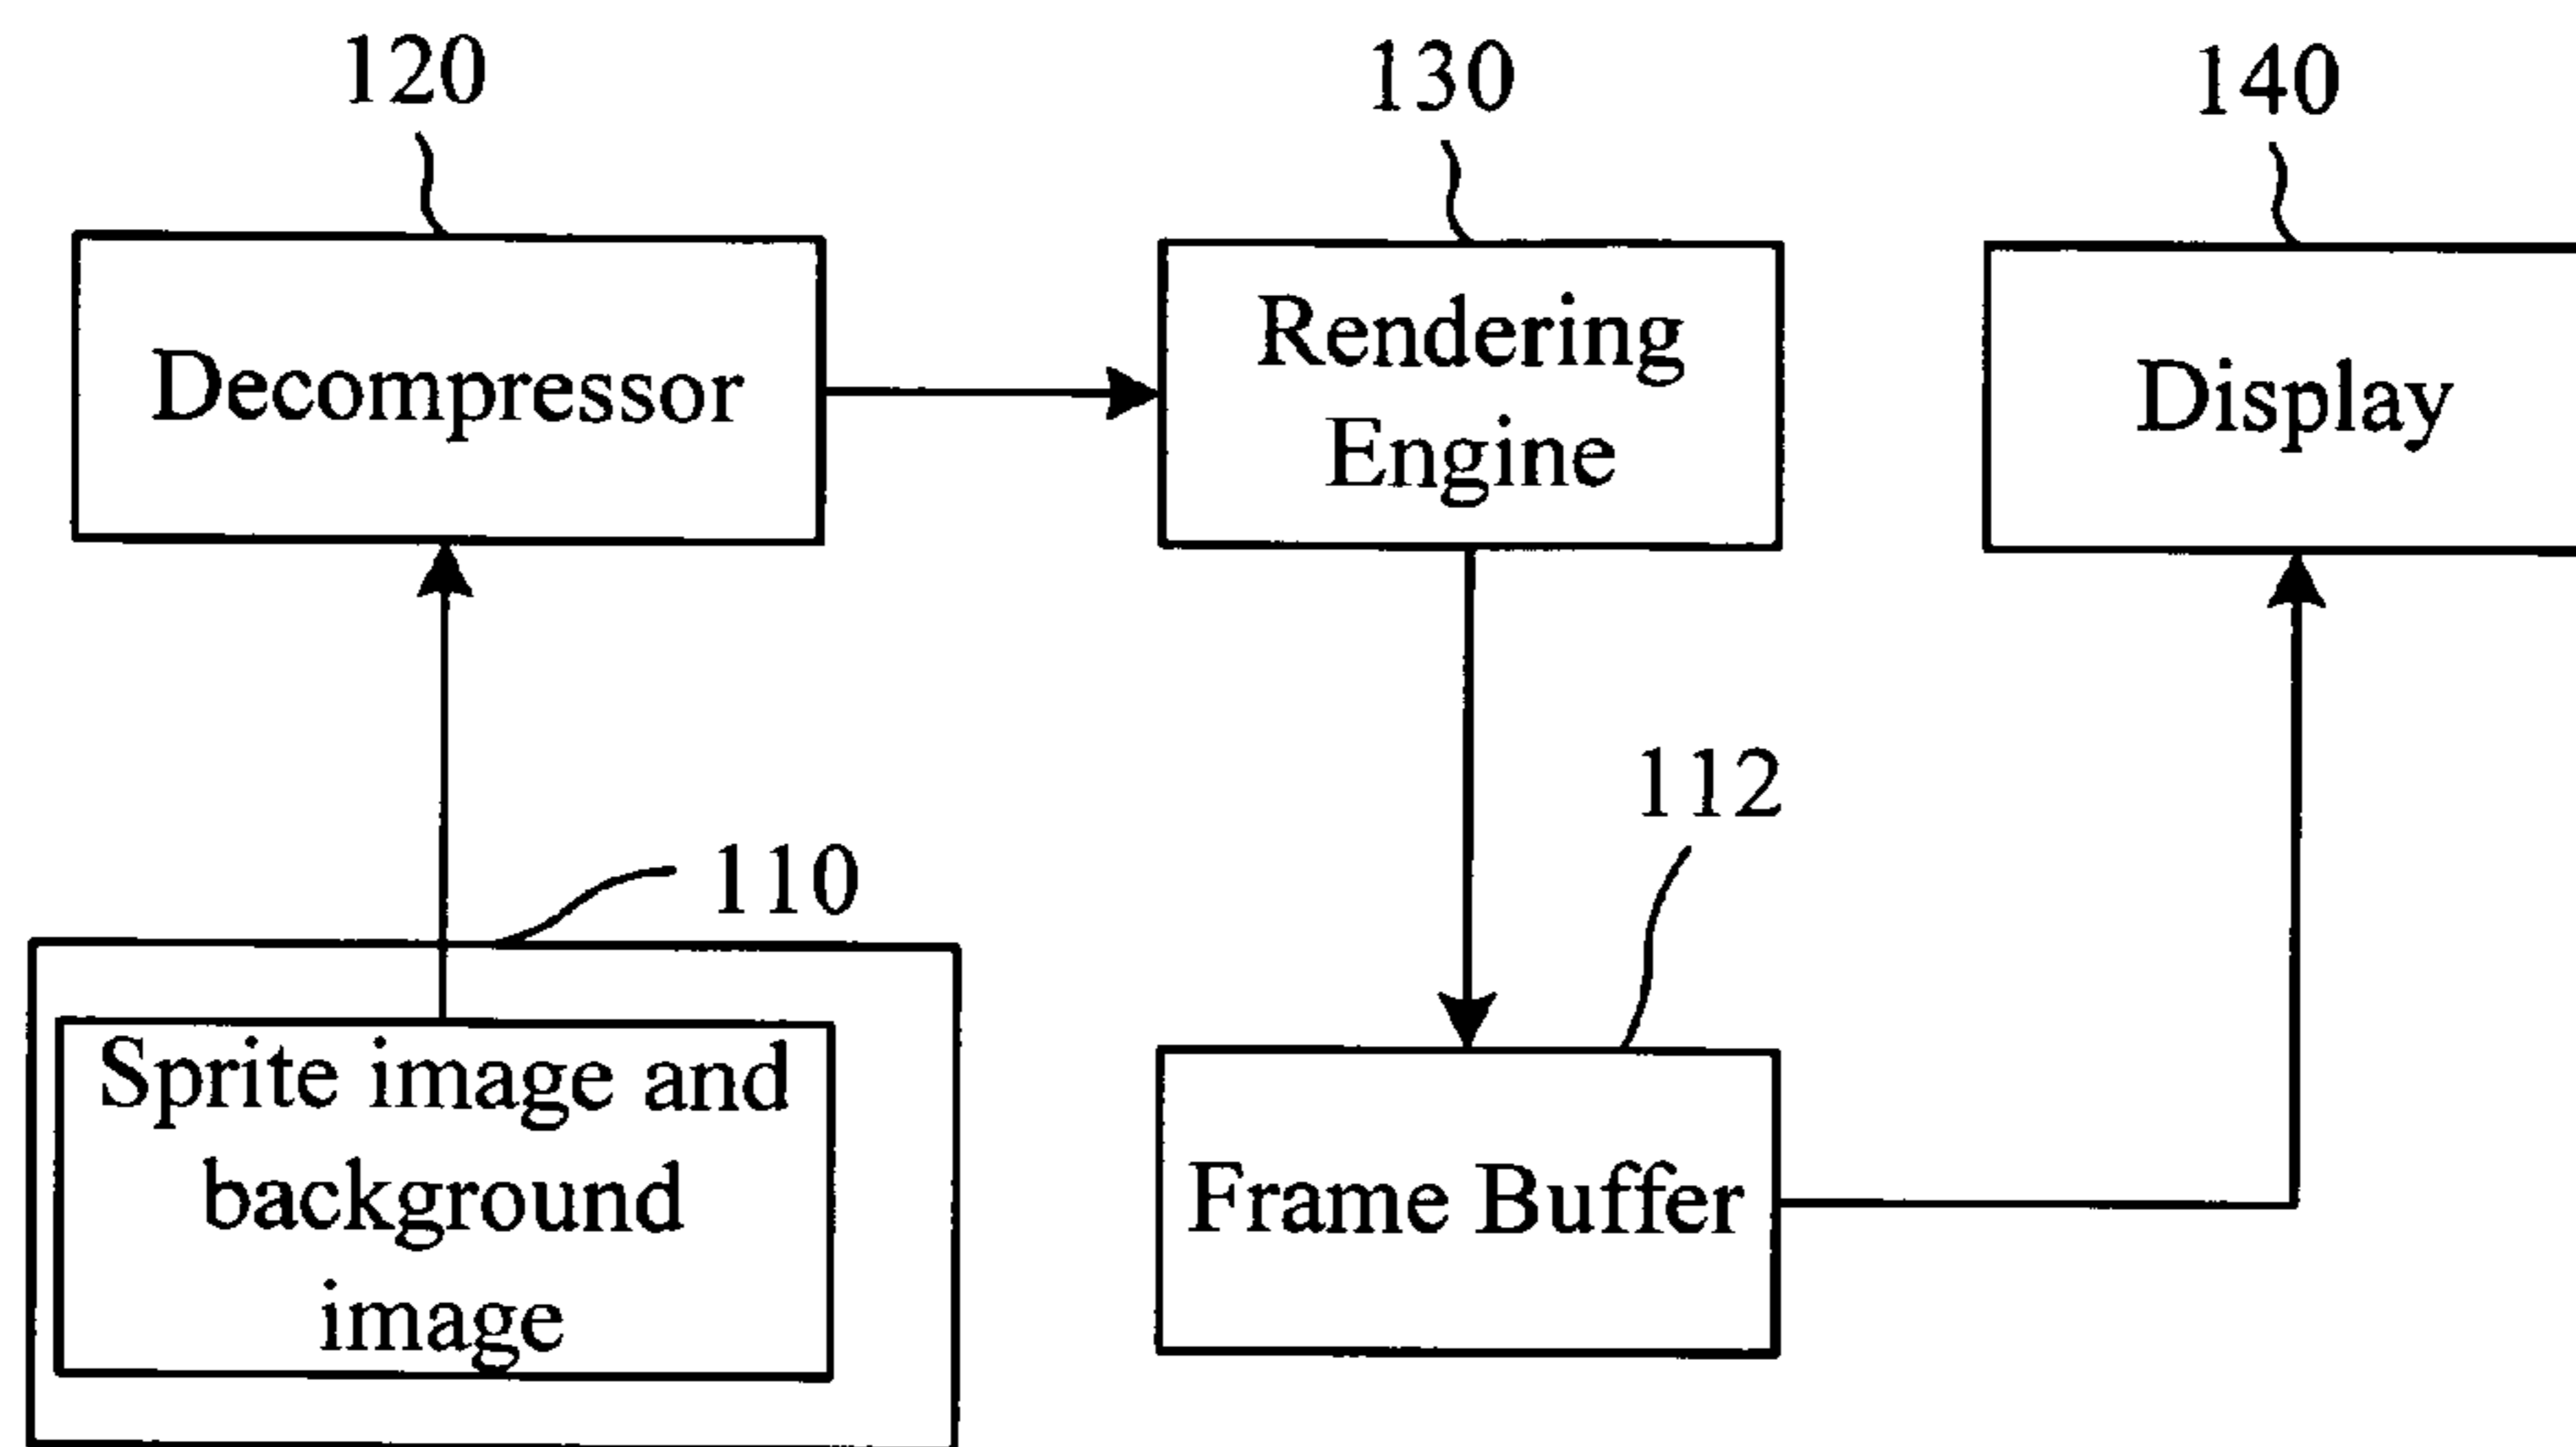 120
130
140
Decompressor
Rendering
Engine
Display
112
110
Sprite image and
background
image
Frame Buffer